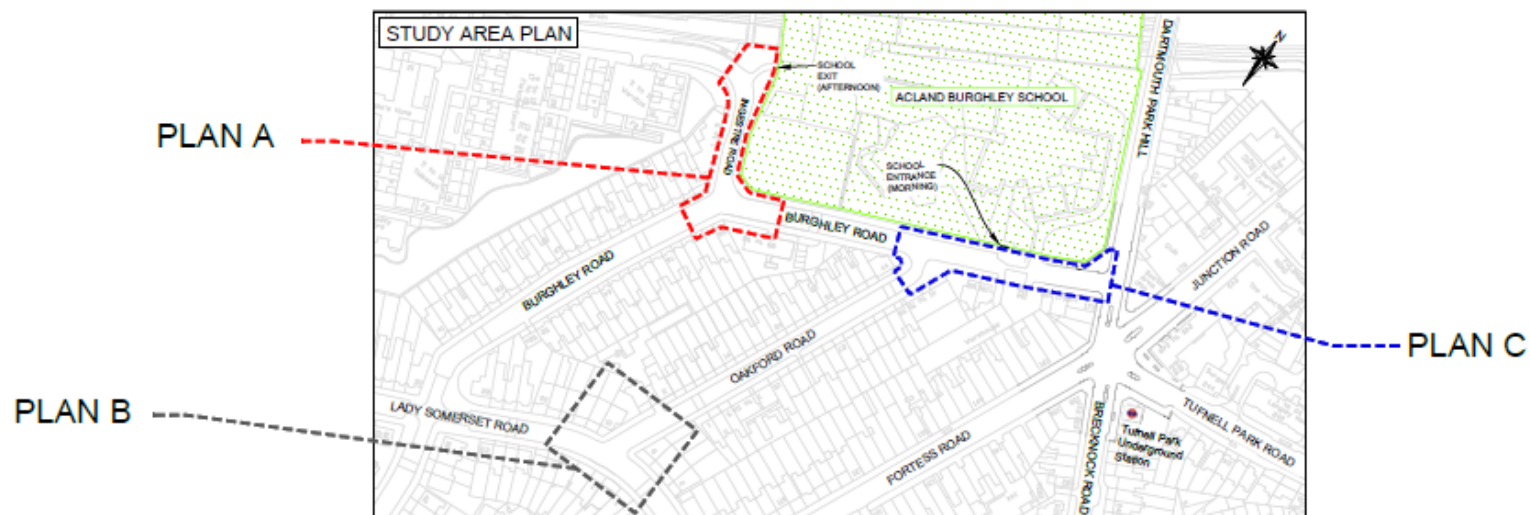 STUDY AREA PLAN
N
SCHOOL
EXIT
(AFTERNOON)
DARTMOUTH PARK HILL
ACLAND BURGHLEY SCHOOL
PLAN A
INGESTRE ROAD
SCHOOL
ENTRANCE
(MORNING)
BURGHLEY ROAD
JUNCTION ROAD
BURGHLEY ROAD
PLAN C
OAKFORD ROAD
PLAN B
LADY SOMERSET ROAD
FORTESS ROAD
BRECKNOCK ROAD
Tufnell Park
Underground
Station
TUFNELL PARK ROAD